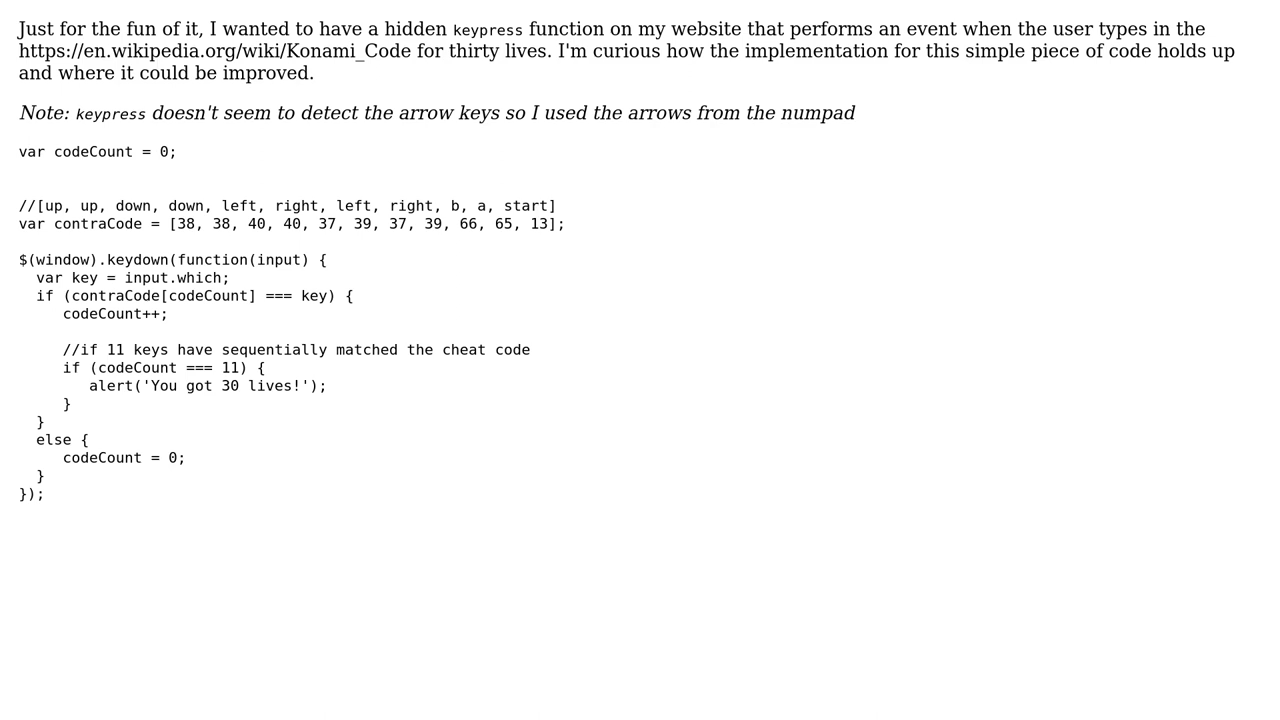 Just for the fun of it, I wanted to have a hidden keypress function on my website that performs an event when the user types in the
https://en.wikipedia.org/wiki/Konami_Code for thirty lives. I'm curious how the implementation for this simple piece of code holds up
and where it could be improved.
Note: keypress doesn't seem to detect the arrow keys so I used the arrows from the numpad
var codeCount = 0;
//[up, up, down, down, left, right, left, right, b, a, start]
var contraCode = [38, 38, 40, 40, 37, 39, 37, 39, 66, 65, 13];
$(window).keydown(function(input) {
  var key = input.which;
  if (contraCode[codeCount] === key) {
     codeCount++;
     //if 11 keys have sequentially matched the cheat code
     if (codeCount === 11) {
        alert('You got 30 lives!');
     }
  }
  else {
     codeCount = 0;
  }
});